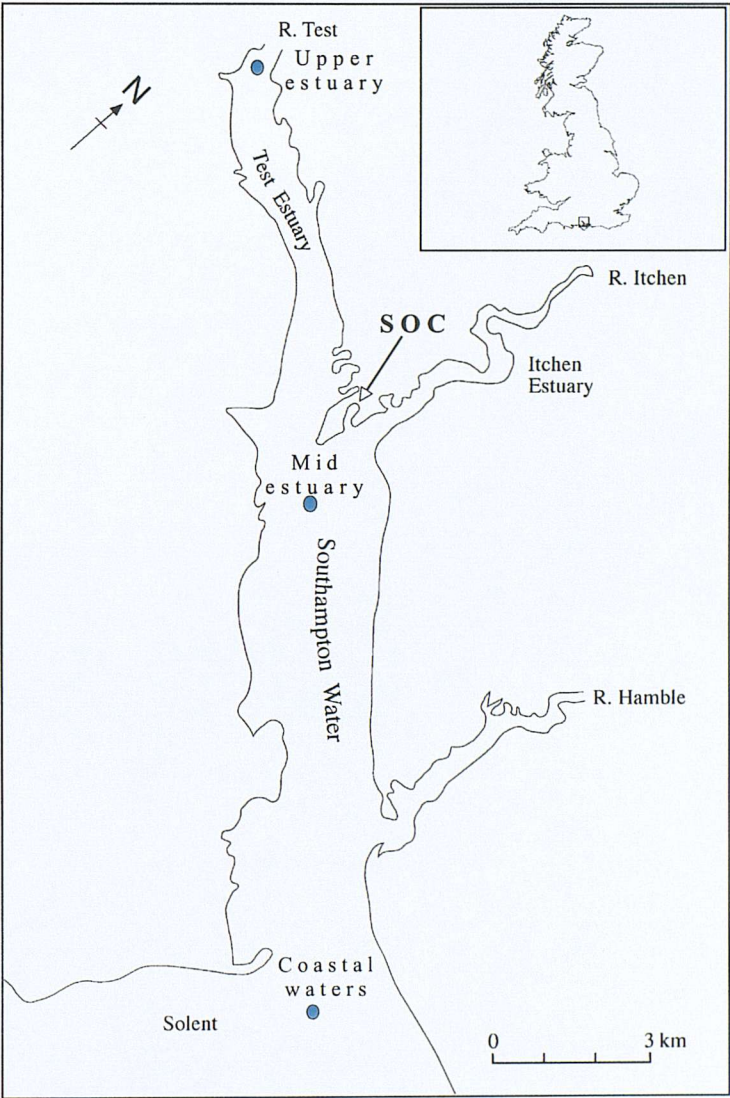 R. Test
Upper
estuary
N
Test Estuary
R. Itchen
SOC
Itchen
Estuary
Mid
estuary
Southampton Water
R. Hamble
Coastal
waters
Solent
0 3 km